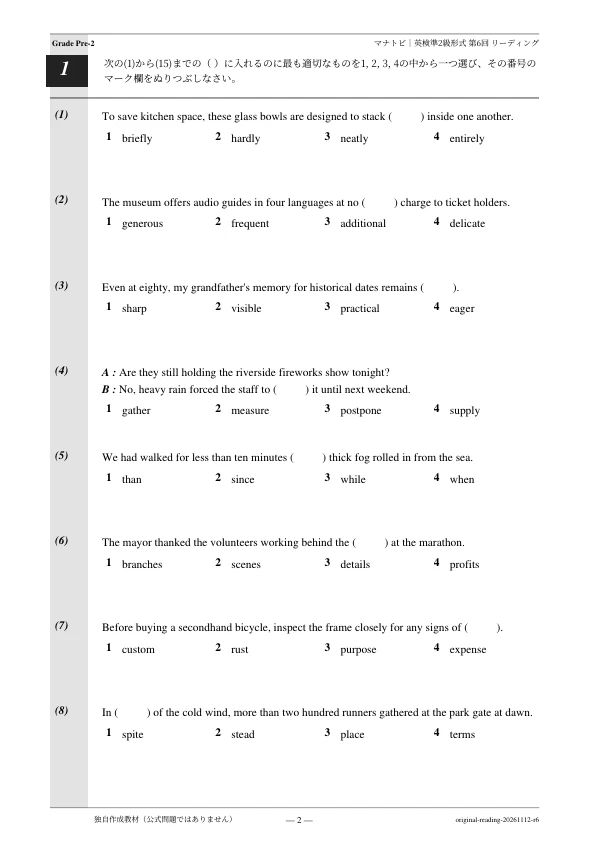 Grade Pre-2
マナトビ｜英検準2級形式 第6回 リーディング
1
次の(1)から(15)までの（ ）に入れるのに最も適切なものを1, 2, 3, 4の中から一つ選び、その番号の
マーク欄をぬりつぶしなさい。
(1) To save kitchen space, these glass bowls are designed to stack ( ) inside one another.
1 briefly 2 hardly 3 neatly 4 entirely
(2) The museum offers audio guides in four languages at no ( ) charge to ticket holders.
1 generous 2 frequent 3 additional 4 delicate
(3) Even at eighty, my grandfather's memory for historical dates remains ( ).
1 sharp 2 visible 3 practical 4 eager
(4) A : Are they still holding the riverside fireworks show tonight?
B : No, heavy rain forced the staff to ( ) it until next weekend.
1 gather 2 measure 3 postpone 4 supply
(5) We had walked for less than ten minutes ( ) thick fog rolled in from the sea.
1 than 2 since 3 while 4 when
(6) The mayor thanked the volunteers working behind the ( ) at the marathon.
1 branches 2 scenes 3 details 4 profits
(7) Before buying a secondhand bicycle, inspect the frame closely for any signs of ( ).
1 custom 2 rust 3 purpose 4 expense
(8) In ( ) of the cold wind, more than two hundred runners gathered at the park gate at dawn.
1 spite 2 stead 3 place 4 terms
独自作成教材（公式問題ではありません）
— 2 —
original-reading-20261112-r6